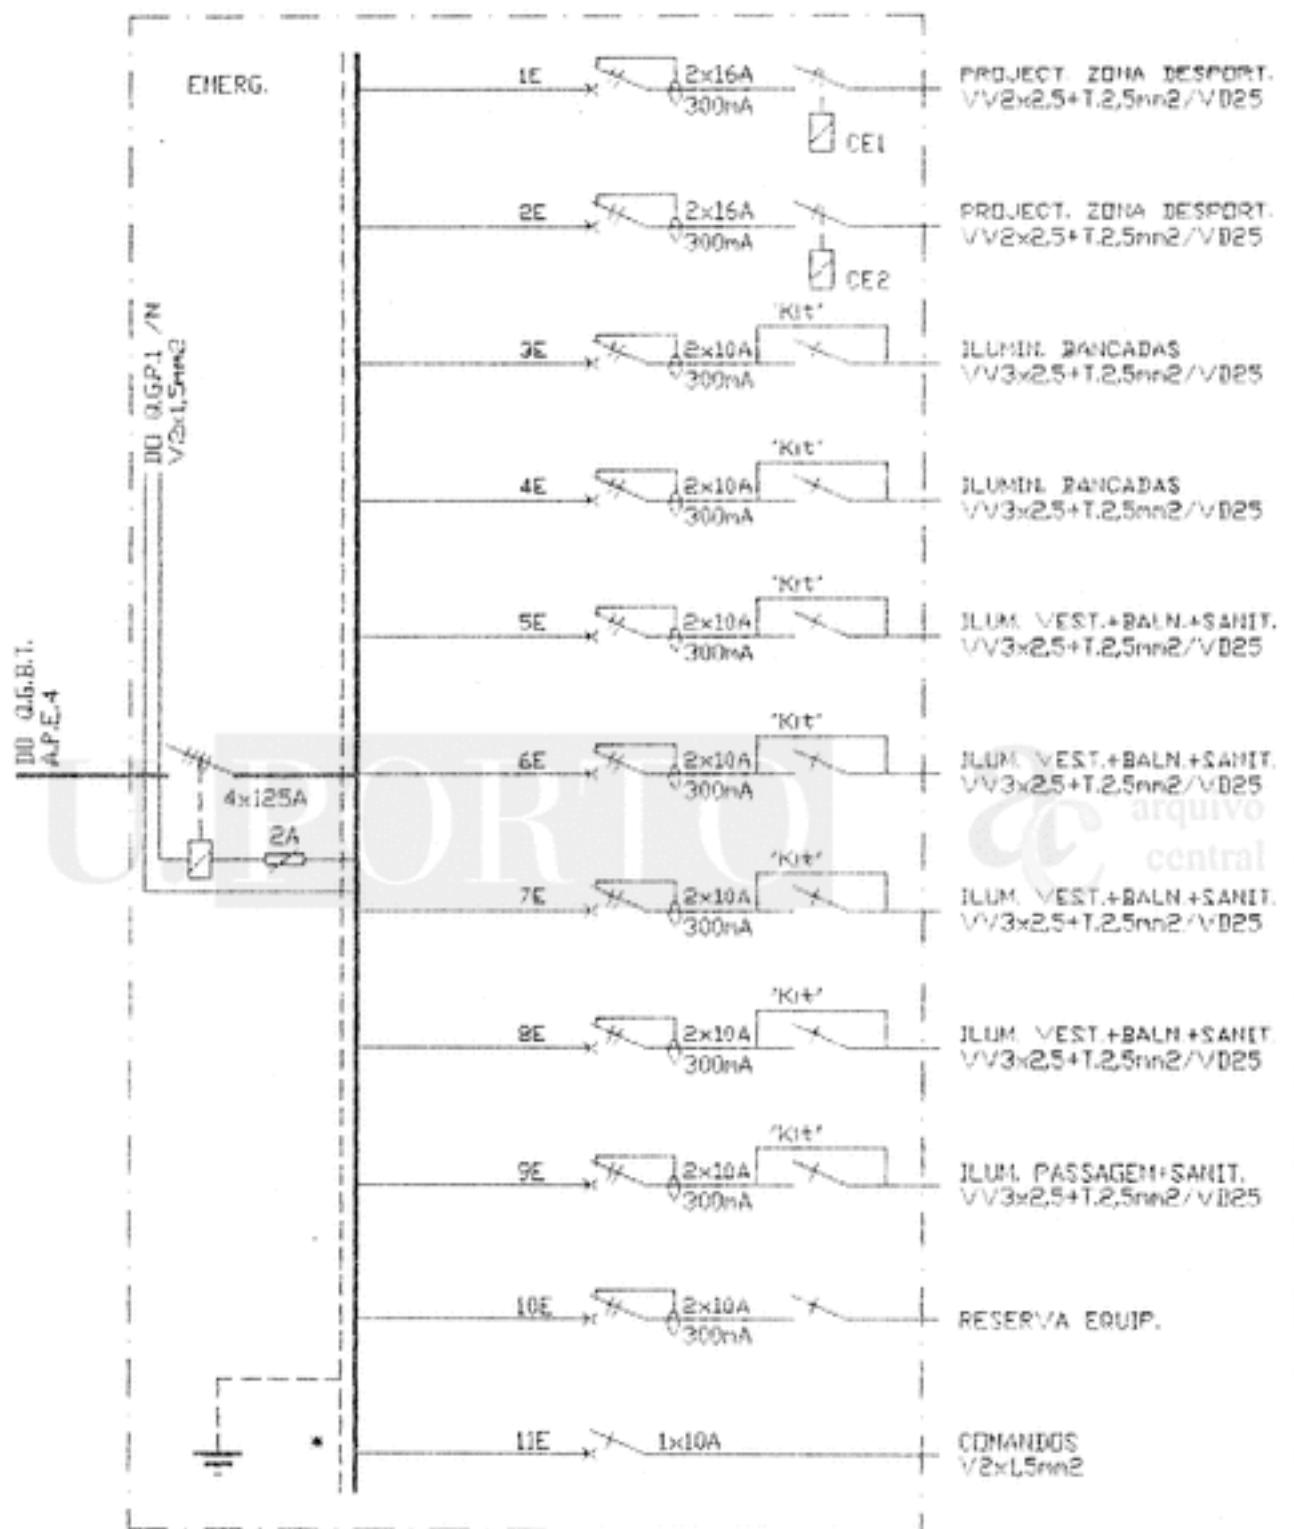 EMERG.
DO Q.GP.1 /N
V2x1,5mm2
DO Q.G.B.T.
A.P.E.4
4x125A
2A
1E
2x16A
300mA
CE1
PROJECT. ZONA DESPORT.
VV2x2,5+T.2,5mm2/VD25
2E
2x16A
300mA
CE2
PROJECT. ZONA DESPORT.
VV2x2,5+T.2,5mm2/VD25
3E
2x10A
300mA
"Kit"
ILUMIN. BANCADAS
VV3x2,5+T.2,5mm2/VD25
4E
2x10A
300mA
"Kit"
ILUMIN. BANCADAS
VV3x2,5+T.2,5mm2/VD25
5E
2x10A
300mA
"Kit"
ILUM. VEST.+BALN.+SANIT.
VV3x2,5+T.2,5mm2/VD25
6E
2x10A
300mA
"Kit"
ILUM. VEST.+BALN.+SANIT.
VV3x2,5+T.2,5mm2/VD25
7E
2x10A
300mA
"Kit"
ILUM. VEST.+BALN.+SANIT.
VV3x2,5+T.2,5mm2/VD25
8E
2x10A
300mA
"Kit"
ILUM. VEST.+BALN.+SANIT.
VV3x2,5+T.2,5mm2/VD25
9E
2x10A
300mA
"Kit"
ILUM. PASSAGEM+SANIT.
VV3x2,5+T.2,5mm2/VD25
10E
2x10A
300mA
RESERVA EQUIP.
11E
1x10A
COMANDOS
V2x1,5mm2
U. PORTO
ac
arquivo
central